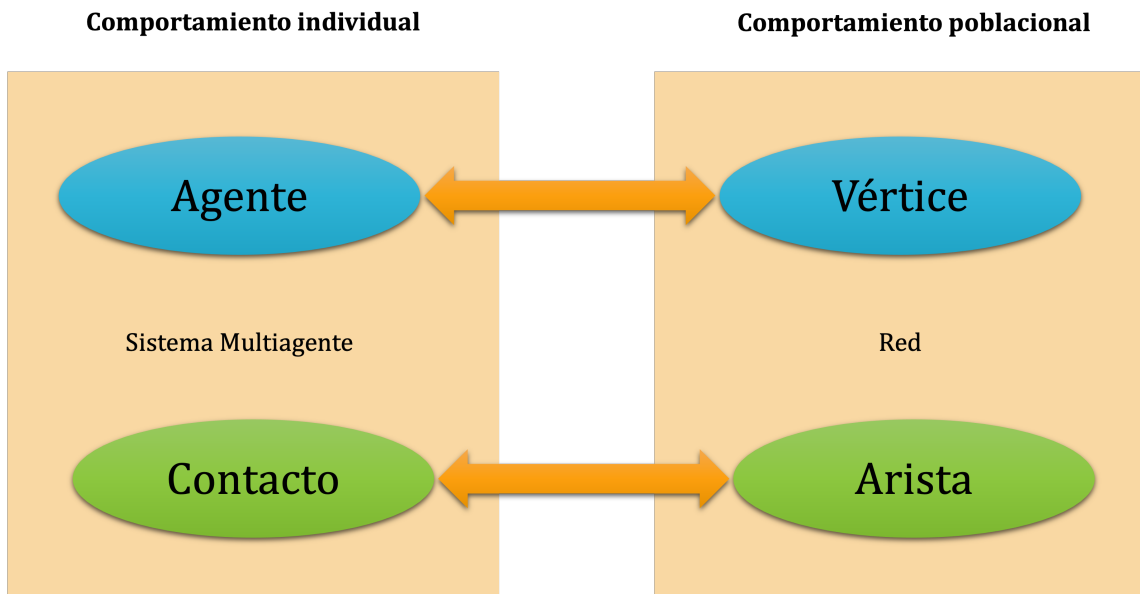 Comportamiento individual
Comportamiento poblacional
Agente
Vértice
Sistema Multiagente
Red
Contacto
Arista